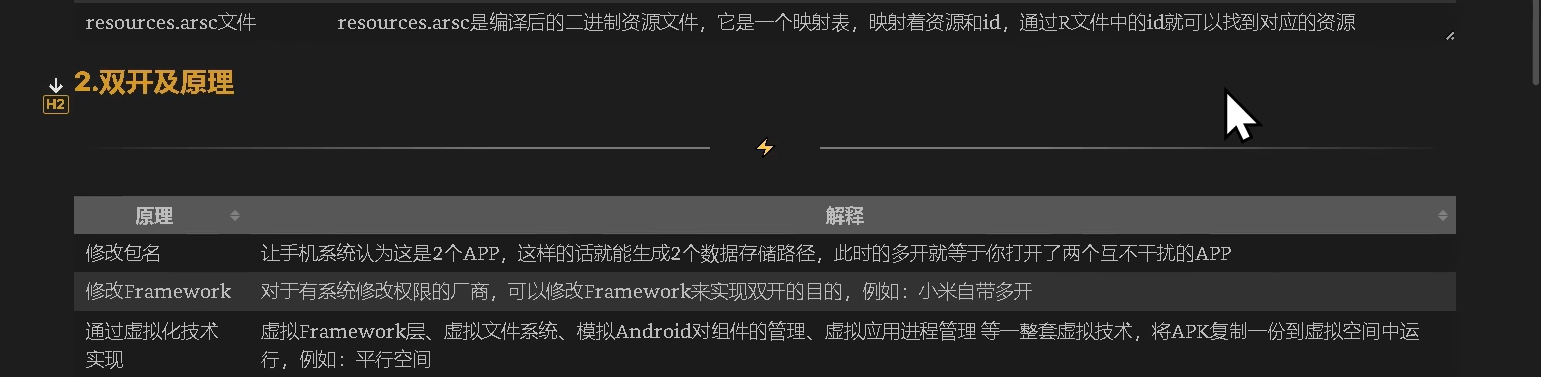 resources.arsc文件 resources.arsc是编译后的二进制资源文件，它是一个映射表，映射着资源和id，通过R文件中的id就可以找到对应的资源
2.双开及原理
H2
原理 解释
修改包名 让手机系统认为这是2个APP，这样的话就能生成2个数据存储路径，此时的多开就等于你打开了两个互不干扰的APP
修改Framework 对于有系统修改权限的厂商，可以修改Framework来实现双开的目的，例如：小米自带多开
通过虚拟化技术 虚拟Framework层、虚拟文件系统、模拟Android对组件的管理、虚拟应用进程管理 等一整套虚拟技术，将APK复制一份到虚拟空间中运
实现 行，例如：平行空间